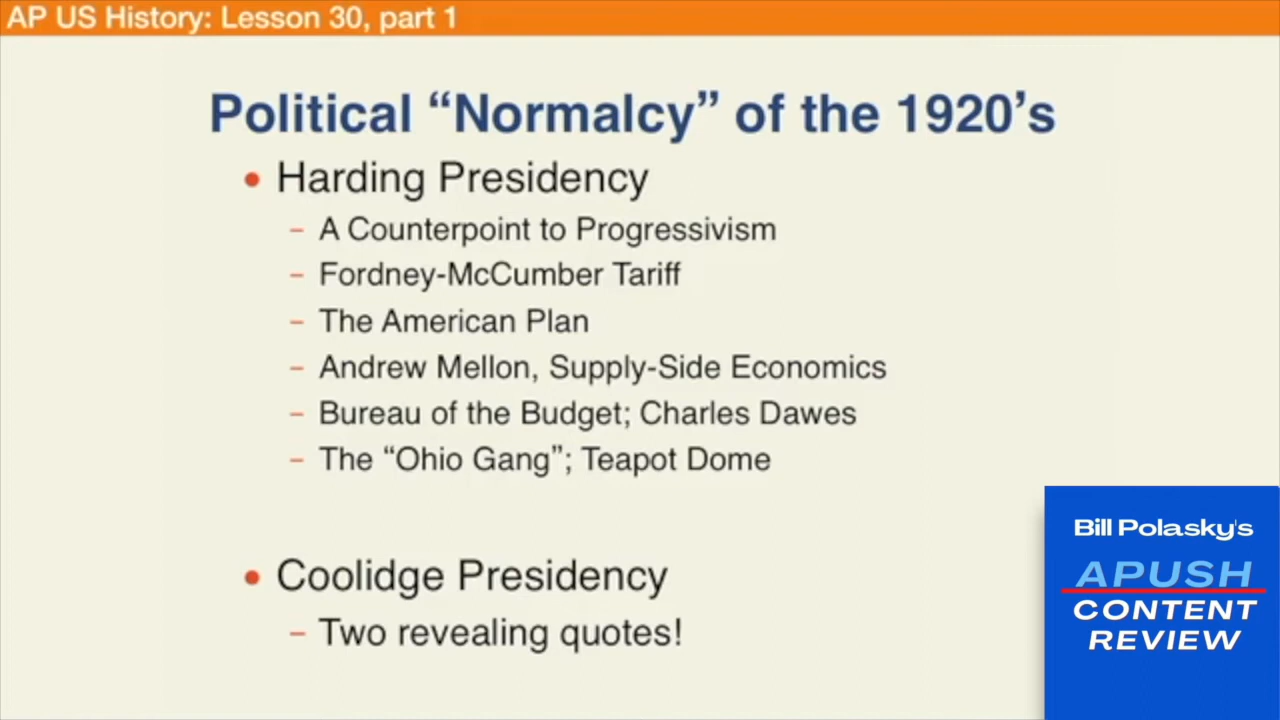 AP US History: Lesson 30, part 1
Political “Normalcy” of the 1920’s
• Harding Presidency
– A Counterpoint to Progressivism
– Fordney-McCumber Tariff
– The American Plan
– Andrew Mellon, Supply-Side Economics
– Bureau of the Budget; Charles Dawes
– The “Ohio Gang”; Teapot Dome
• Coolidge Presidency
– Two revealing quotes!
Bill Polasky's
APUSH
CONTENT
REVIEW